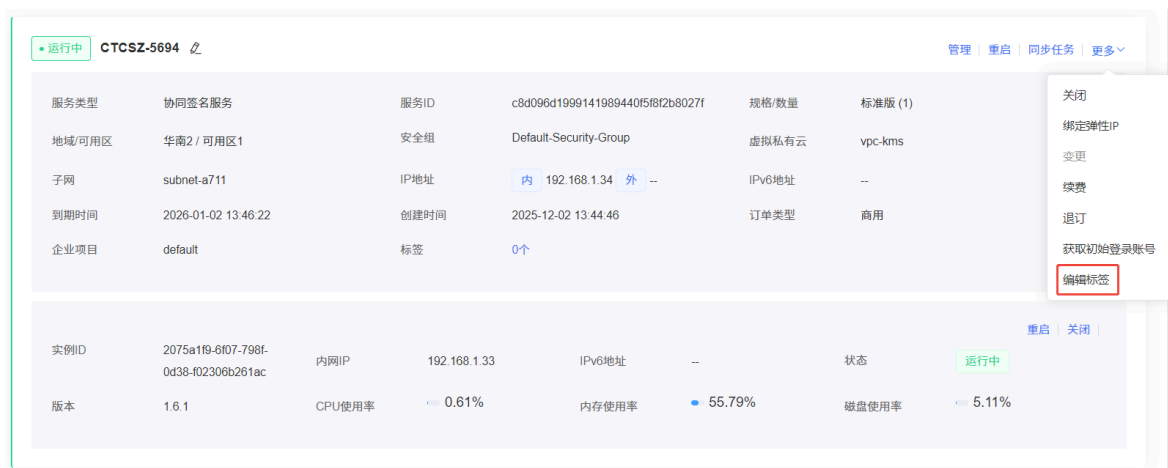 运行中 CTCSZ-5694 管理 重启 同步任务 更多
服务类型 协同签名服务 服务ID c8d096d1999141989440f5f8f2b8027f 规格/数量 标准版 (1)
地域/可用区 华南2 / 可用区1 安全组 Default-Security-Group 虚拟私有云 vpc-kms
子网 subnet-a711 IP地址 内 192.168.1.34 外 -- IPv6地址 --
到期时间 2026-01-02 13:46:22 创建时间 2025-12-02 13:44:46 订单类型 商用
企业项目 default 标签 0个
关闭
绑定弹性IP
变更
续费
退订
获取初始登录账号
编辑标签
重启 关闭
实例ID 2075a1f9-6f07-798f-
0d38-f02306b261ac 内网IP 192.168.1.33 IPv6地址 -- 状态 运行中
版本 1.6.1 CPU使用率 0.61% 内存使用率 55.79% 磁盘使用率 5.11%